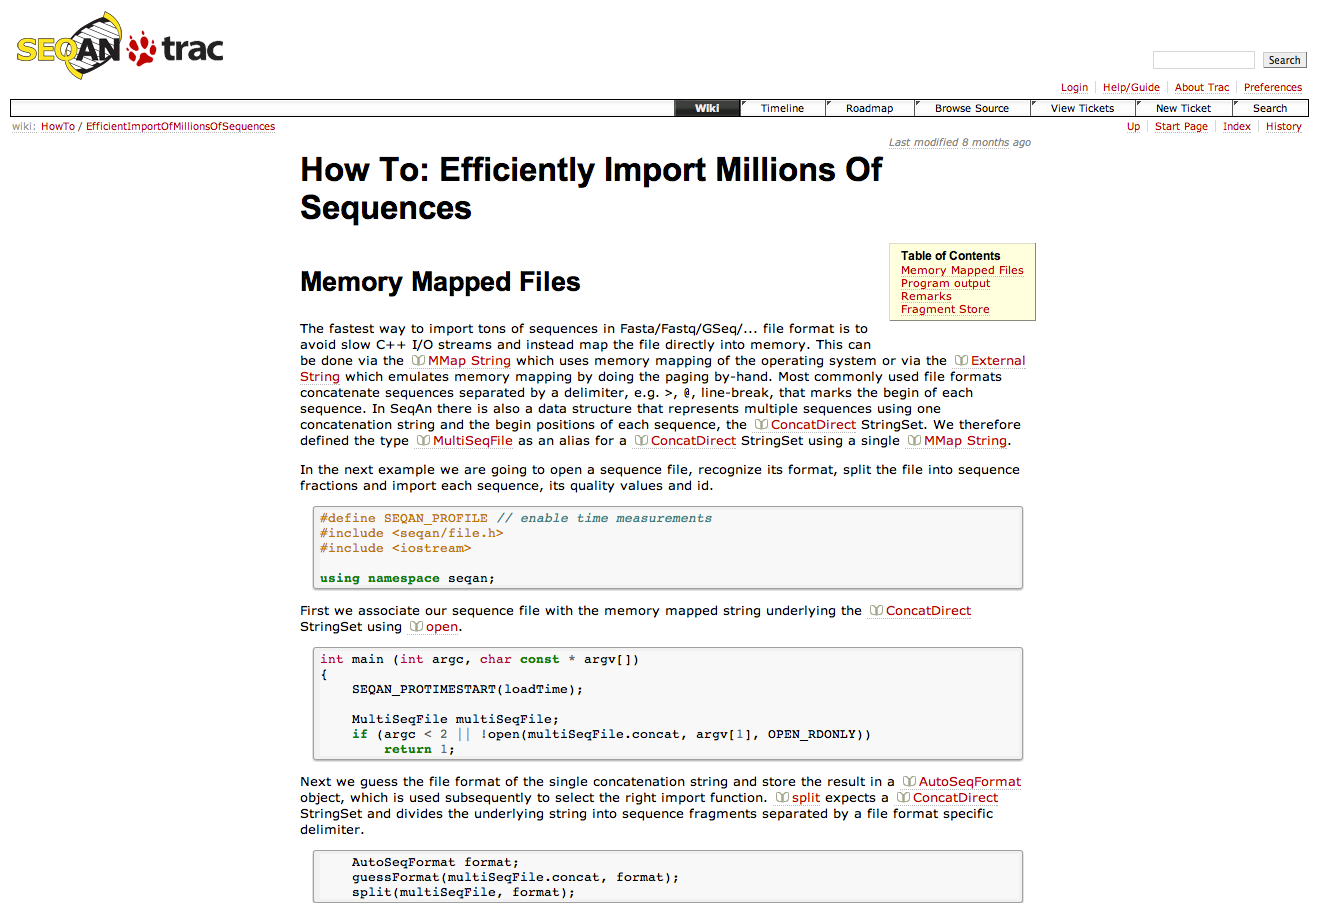 SEQAN trac
Search
Login Help/Guide About Trac Preferences
Wiki Timeline Roadmap Browse Source View Tickets New Ticket Search
wiki: HowTo / EfficientImportOfMillionsOfSequences
Up Start Page Index History
Last modified 8 months ago
How To: Efficiently Import Millions Of
Sequences
Table of Contents
Memory Mapped Files
Program output
Remarks
Fragment Store
Memory Mapped Files
The fastest way to import tons of sequences in Fasta/Fastq/GSeq/... file format is to
avoid slow C++ I/O streams and instead map the file directly into memory. This can
be done via the MMap String which uses memory mapping of the operating system or via the External
String which emulates memory mapping by doing the paging by-hand. Most commonly used file formats
concatenate sequences separated by a delimiter, e.g. >, @, line-break, that marks the begin of each
sequence. In SeqAn there is also a data structure that represents multiple sequences using one
concatenation string and the begin positions of each sequence, the ConcatDirect StringSet. We therefore
defined the type MultiSeqFile as an alias for a ConcatDirect StringSet using a single MMap String.
In the next example we are going to open a sequence file, recognize its format, split the file into sequence
fractions and import each sequence, its quality values and id.
#define SEQAN_PROFILE // enable time measurements
#include <seqan/file.h>
#include <iostream>
using namespace seqan;
First we associate our sequence file with the memory mapped string underlying the ConcatDirect
StringSet using open.
int main (int argc, char const * argv[])
{
SEQAN_PROTIMESTART(loadTime);
MultiSeqFile multiSeqFile;
if (argc < 2 || !open(multiSeqFile.concat, argv[1], OPEN_RDONLY))
return 1;
Next we guess the file format of the single concatenation string and store the result in a AutoSeqFormat
object, which is used subsequently to select the right import function. split expects a ConcatDirect
StringSet and divides the underlying string into sequence fragments separated by a file format specific
delimiter.
AutoSeqFormat format;
guessFormat(multiSeqFile.concat, format);
split(multiSeqFile, format);